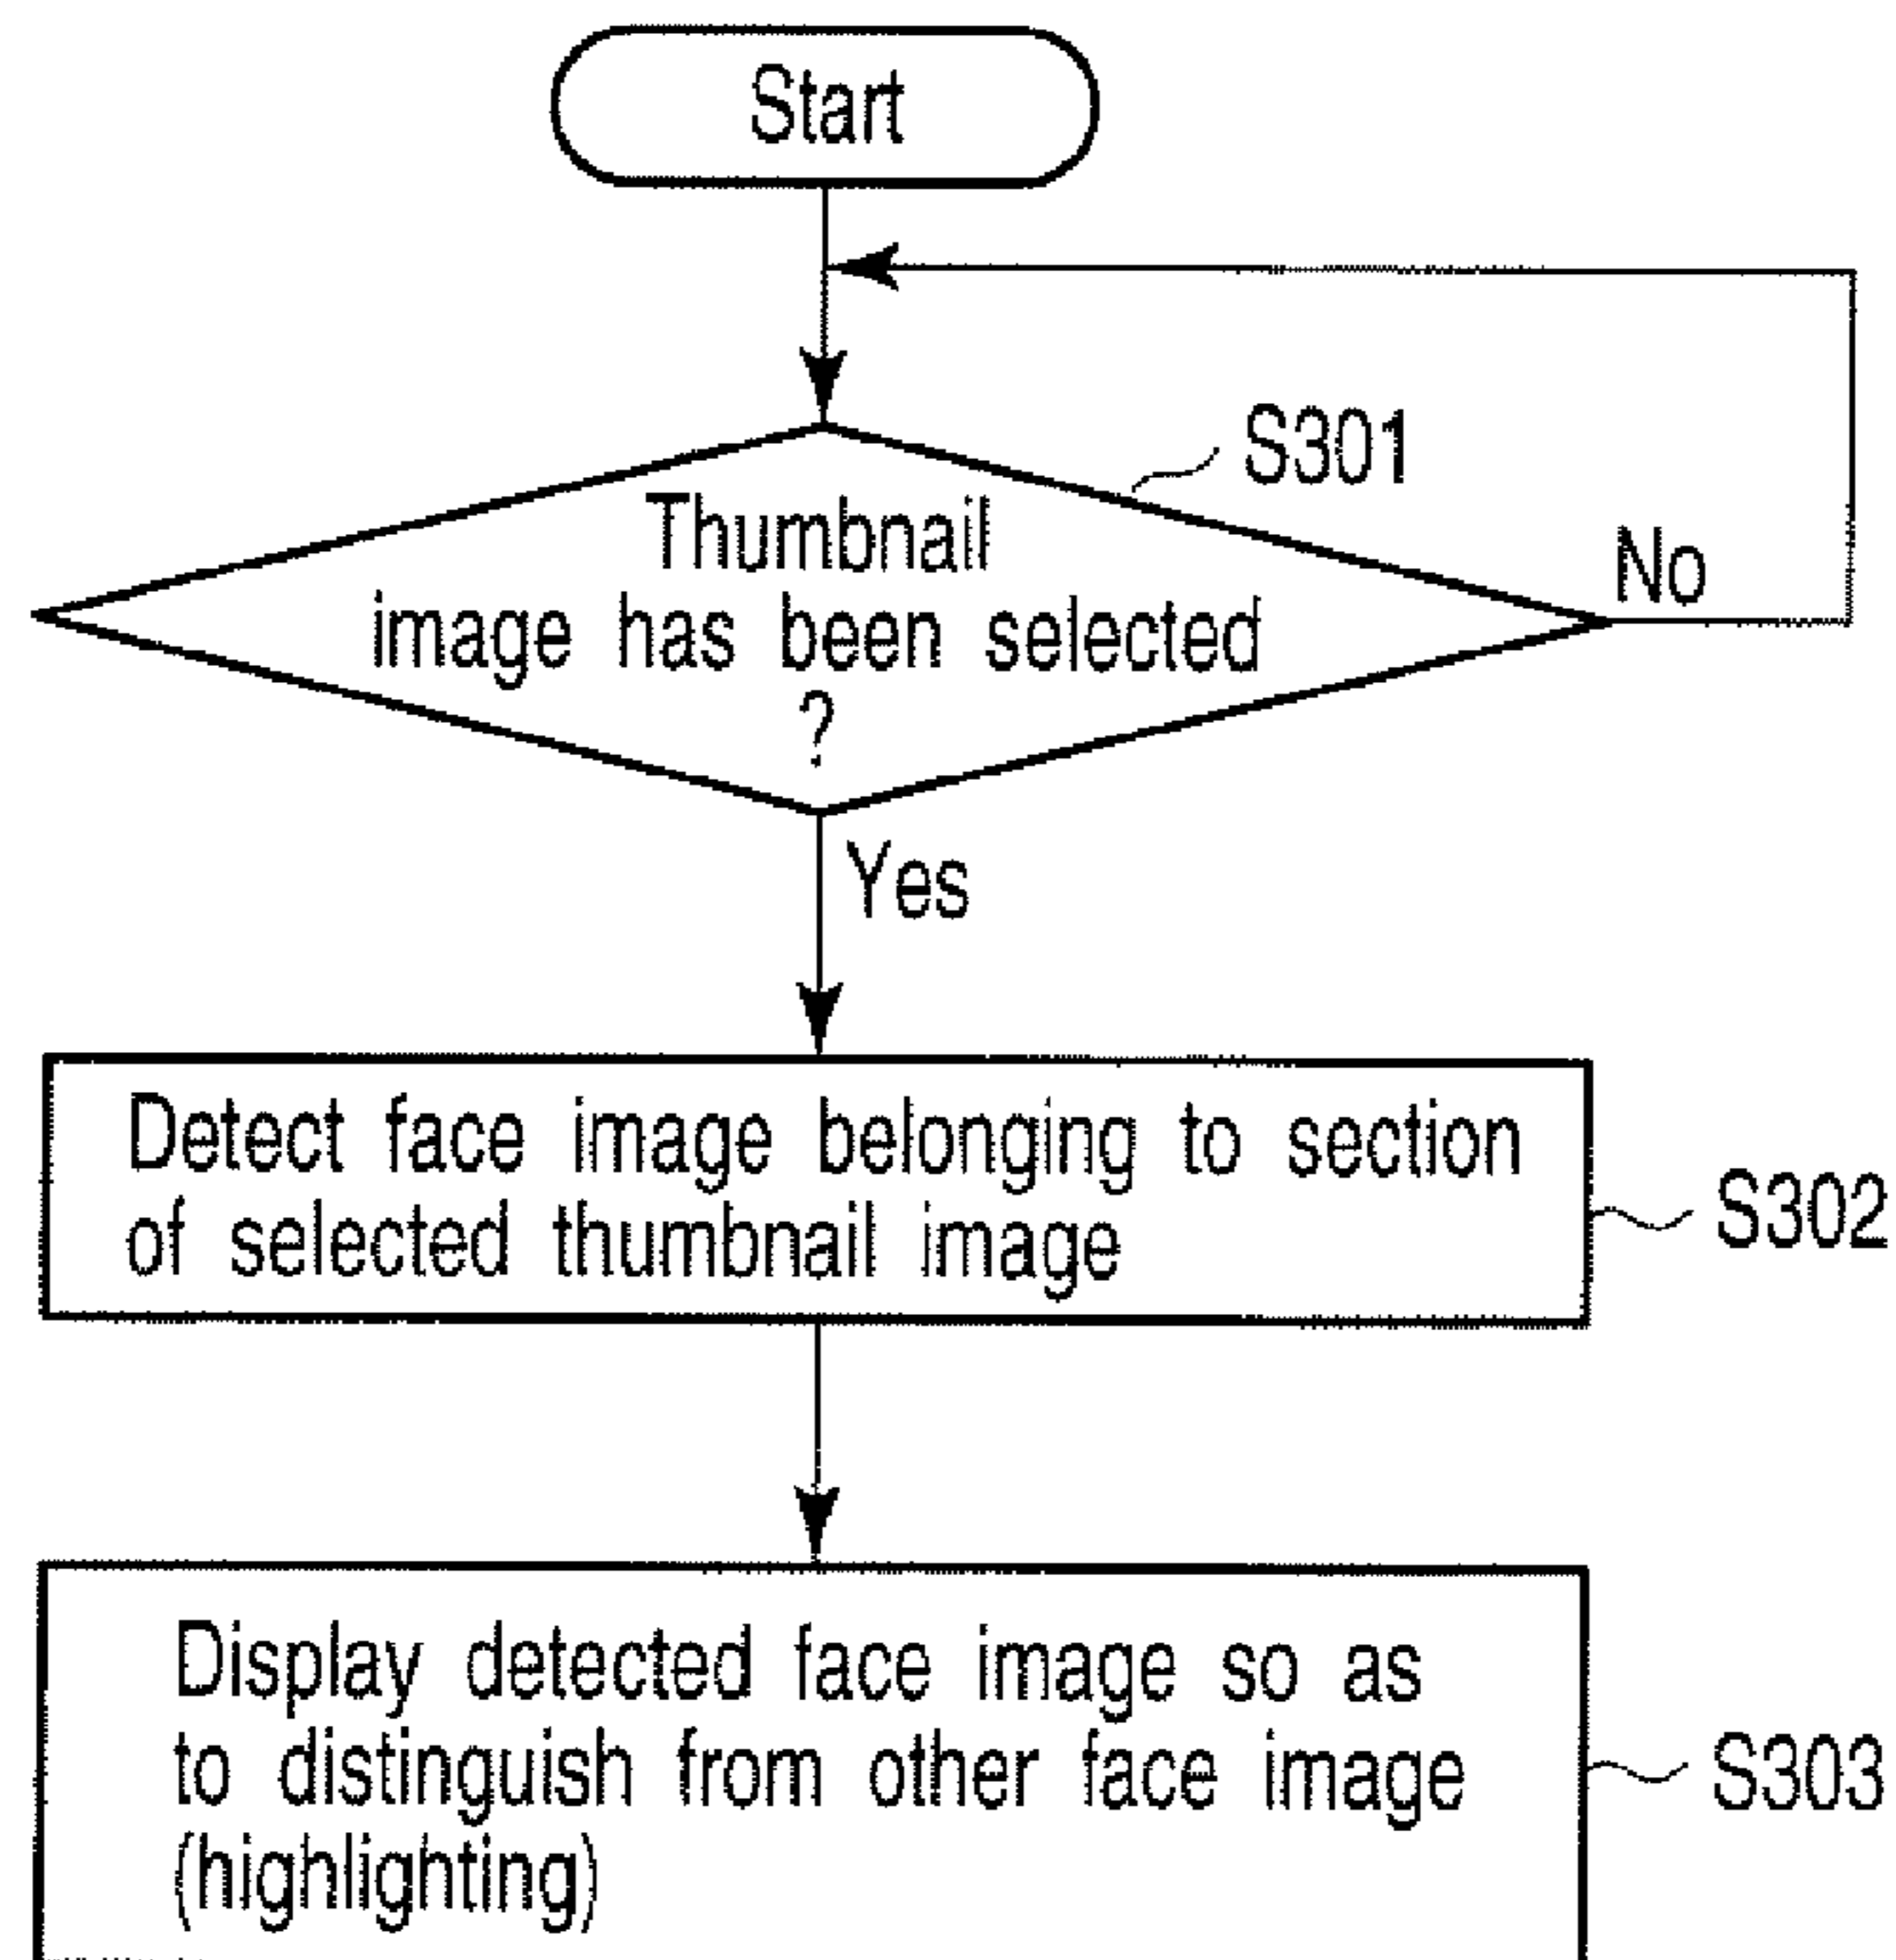 Start
S301
Thumbnail
image has been selected
?
No
Yes
Detect face image belonging to section
of selected thumbnail image
S302
Display detected face image so as
to distinguish from other face image
(highlighting)
S303